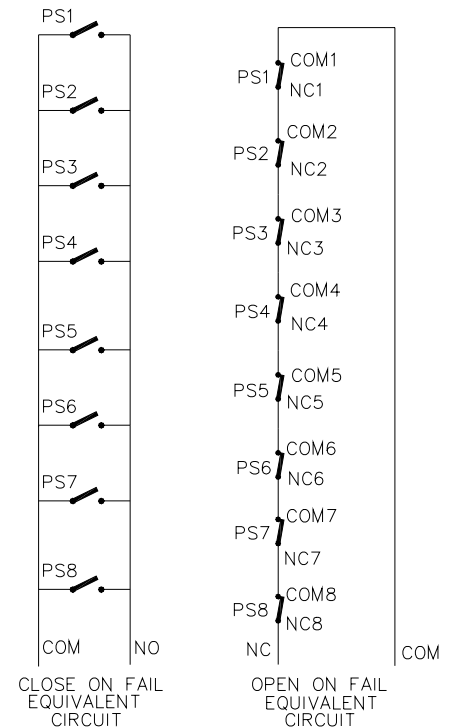 PS1
PS2
PS3
PS4
PS5
PS6
PS7
PS8
COM
NO
CLOSE ON FAIL
EQUIVALENT
CIRCUIT
PS1
COM1
NC1
COM2
PS2
NC2
COM3
PS3
NC3
COM4
PS4
NC4
COM5
PS5
NC5
COM6
PS6
NC6
COM7
PS7
NC7
COM8
PS8
NC8
NC
COM
OPEN ON FAIL
EQUIVALENT
CIRCUIT